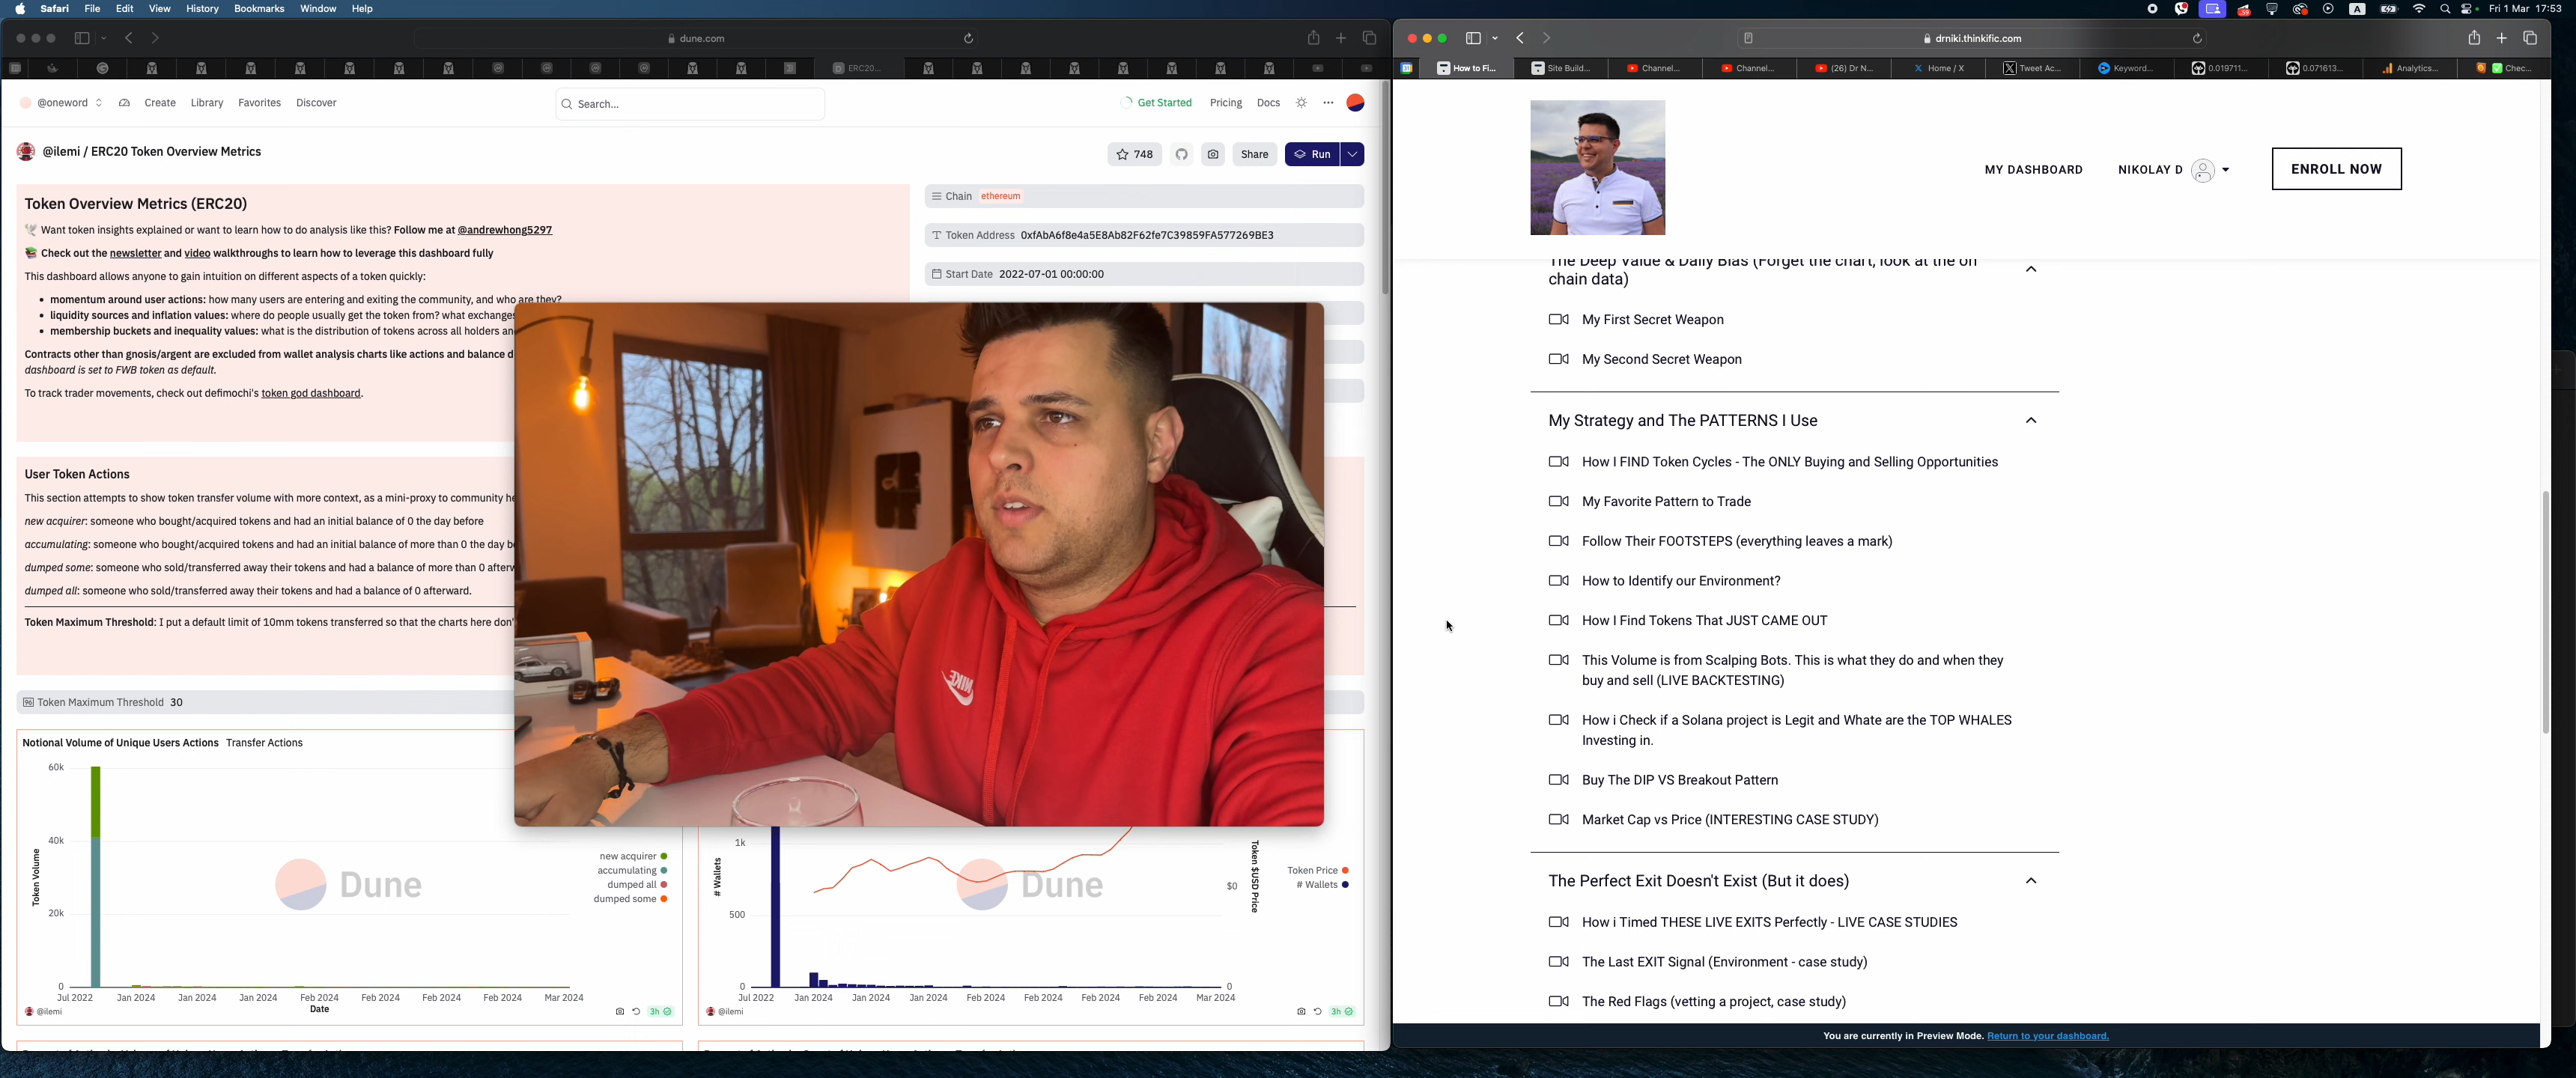 Safari File Edit View History Bookmarks Window Help
59
A
Fri 1 Mar 17:53
dune.com
ERC20...
@oneword Create Library Favorites Discover
Search...
Get Started Pricing Docs
@ilemi / ERC20 Token Overview Metrics
748
Share
Run
Token Overview Metrics (ERC20)
Want token insights explained or want to learn how to do analysis like this? Follow me at @andrewhong5297
Check out the newsletter and video walkthroughs to learn how to leverage this dashboard fully
This dashboard allows anyone to gain intuition on different aspects of a token quickly:
• momentum around user actions: how many users are entering and exiting the community, and who are they?
• liquidity sources and inflation values: where do people usually get the token from? what exchanges
• membership buckets and inequality values: what is the distribution of tokens across all holders
Contracts other than gnosis/argent are excluded from wallet analysis charts like actions and balance
dashboard is set to FWB token as default.
To track trader movements, check out defimochi's token god dashboard.
Chain ethereum
Token Address 0xfAbA6f8e4a5E8Ab82F62fe7C39859FA577269BE3
Start Date 2022-07-01 00:00:00
User Token Actions
This section attempts to show token transfer volume with more context, as a mini-proxy to community
new acquirer: someone who bought/acquired tokens and had an initial balance of 0 the day before
accumulating: someone who bought/acquired tokens and had an initial balance of more than 0 the day
dumped some: someone who sold/transferred away their tokens and had a balance of more than 0
dumped all: someone who sold/transferred away their tokens and had a balance of 0 afterward.
Token Maximum Threshold: I put a default limit of 10mm tokens transferred so that the charts here don'
Token Maximum Threshold 30
Notional Volume of Unique Users Actions Transfer Actions
60k
40k
20k
0
Token Volume
Dune
new acquirer
accumulating
dumped all
dumped some
Jul 2022 Jan 2024 Jan 2024 Jan 2024 Feb 2024 Feb 2024 Feb 2024 Feb 2024 Mar 2024
Date
@ilemi
3h
1k
500
0
# Wallets
Dune
$0
0
Token $USD Price
Token Price
# Wallets
Jul 2022 Jan 2024 Jan 2024 Jan 2024 Feb 2024 Feb 2024 Feb 2024 Feb 2024 Mar 2024
@ilemi
3h
NIKE
drniki.thinkific.com
How to Fi... Site Build... Channel... Channel... (26) Dr N... Home / X Tweet Ac... Keyword... 0.019711... 0.071613... Analytics... Chec...
MY DASHBOARD
NIKOLAY D
ENROLL NOW
The Deep Value & Daily Bias (Forget the chart, look at the on
chain data)
My First Secret Weapon
My Second Secret Weapon
My Strategy and The PATTERNS I Use
How I FIND Token Cycles - The ONLY Buying and Selling Opportunities
My Favorite Pattern to Trade
Follow Their FOOTSTEPS (everything leaves a mark)
How to Identify our Environment?
How I Find Tokens That JUST CAME OUT
This Volume is from Scalping Bots. This is what they do and when they
buy and sell (LIVE BACKTESTING)
How i Check if a Solana project is Legit and Whate are the TOP WHALES
Investing in.
Buy The DIP VS Breakout Pattern
Market Cap vs Price (INTERESTING CASE STUDY)
The Perfect Exit Doesn't Exist (But it does)
How i Timed THESE LIVE EXITS Perfectly - LIVE CASE STUDIES
The Last EXIT Signal (Environment - case study)
The Red Flags (vetting a project, case study)
You are currently in Preview Mode. Return to your dashboard.